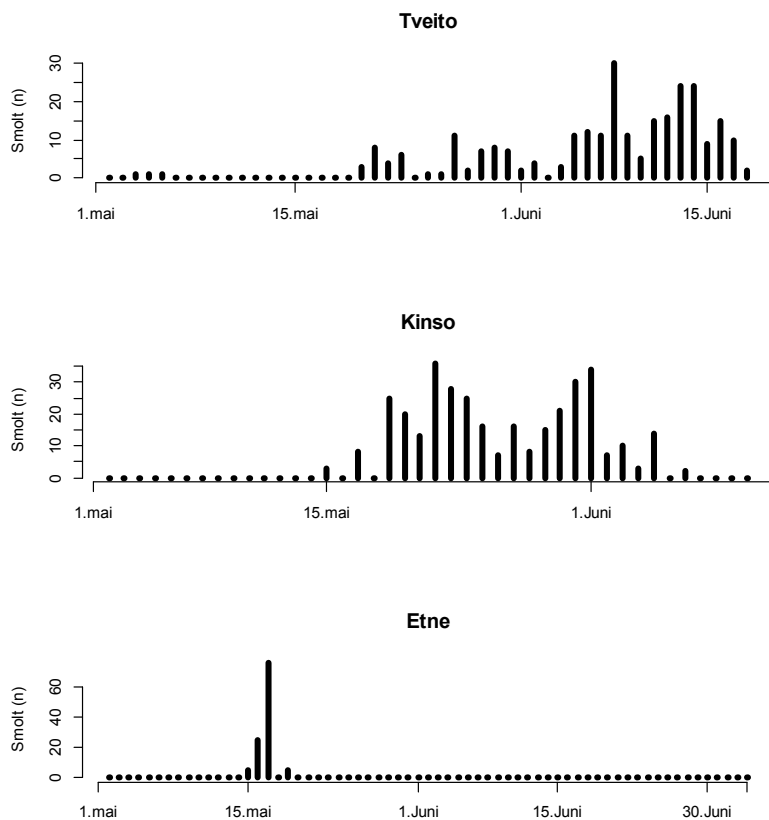 Tveito
Smolt (n)
30
20
10
0
1.mai
15.mai
1.Juni
15.Juni
Kinso
Smolt (n)
30
20
10
0
1.mai
15.mai
1.Juni
Etne
Smolt (n)
60
40
20
0
1.mai
15.mai
1.Juni
15.Juni
30.Juni